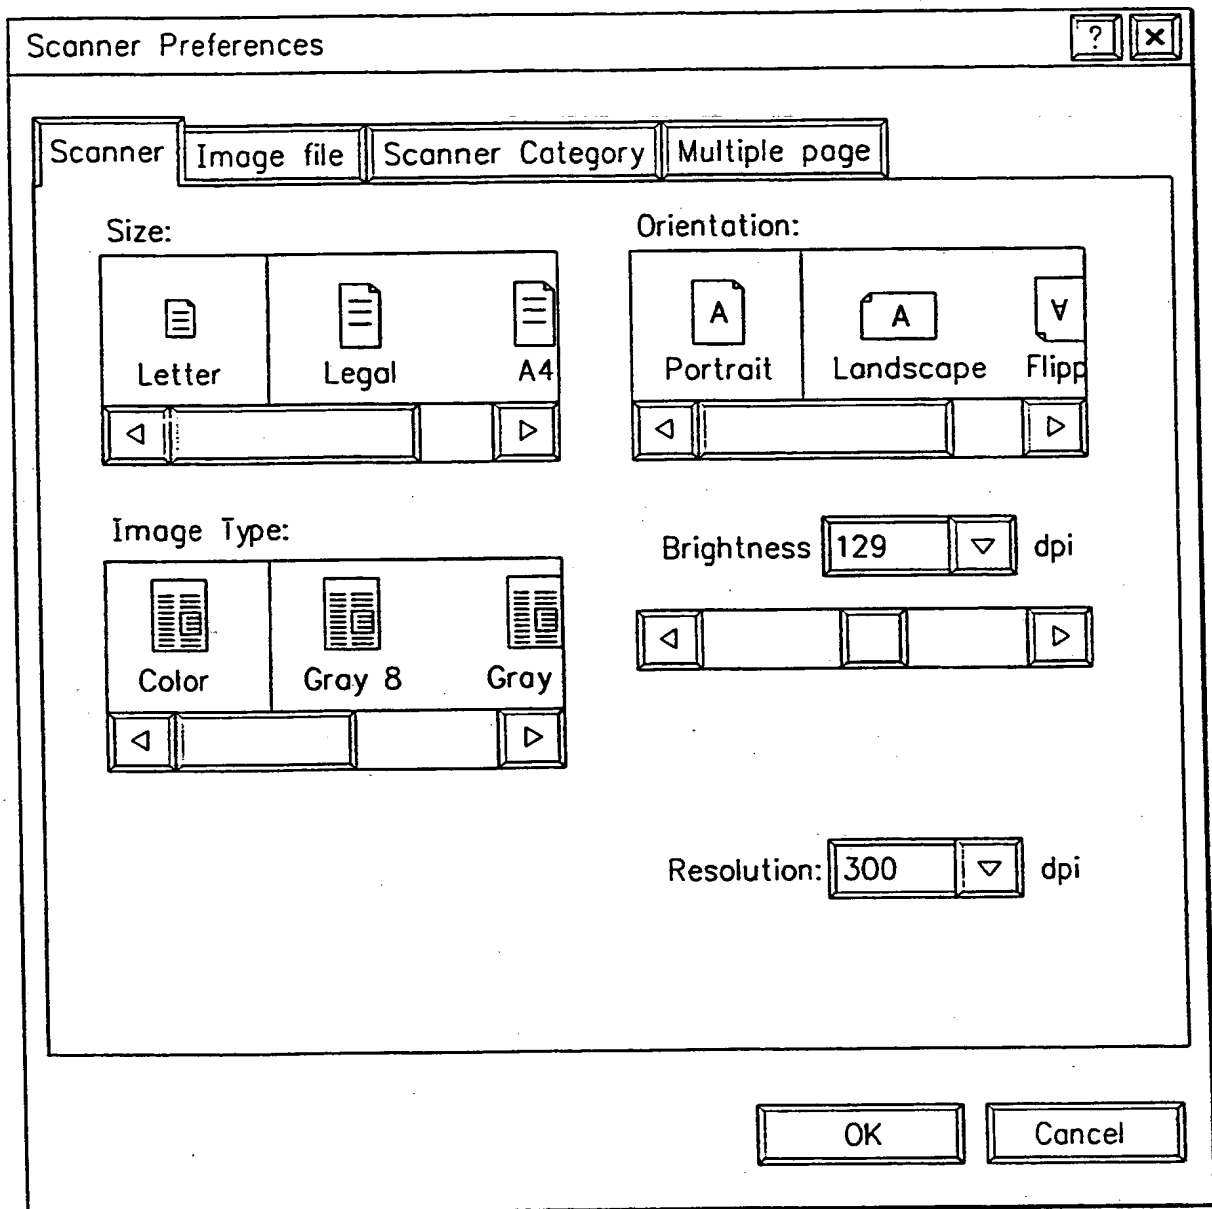 Scanner Preferences ?
Scanner Image file Scanner Category Multiple page
Size:
Letter Legal A4
Orientation:
A A A
Portrait Landscape Flipp
Image Type:
Color Gray 8 Gray
Brightness 129 dpi
Resolution: 300 dpi
OK Cancel